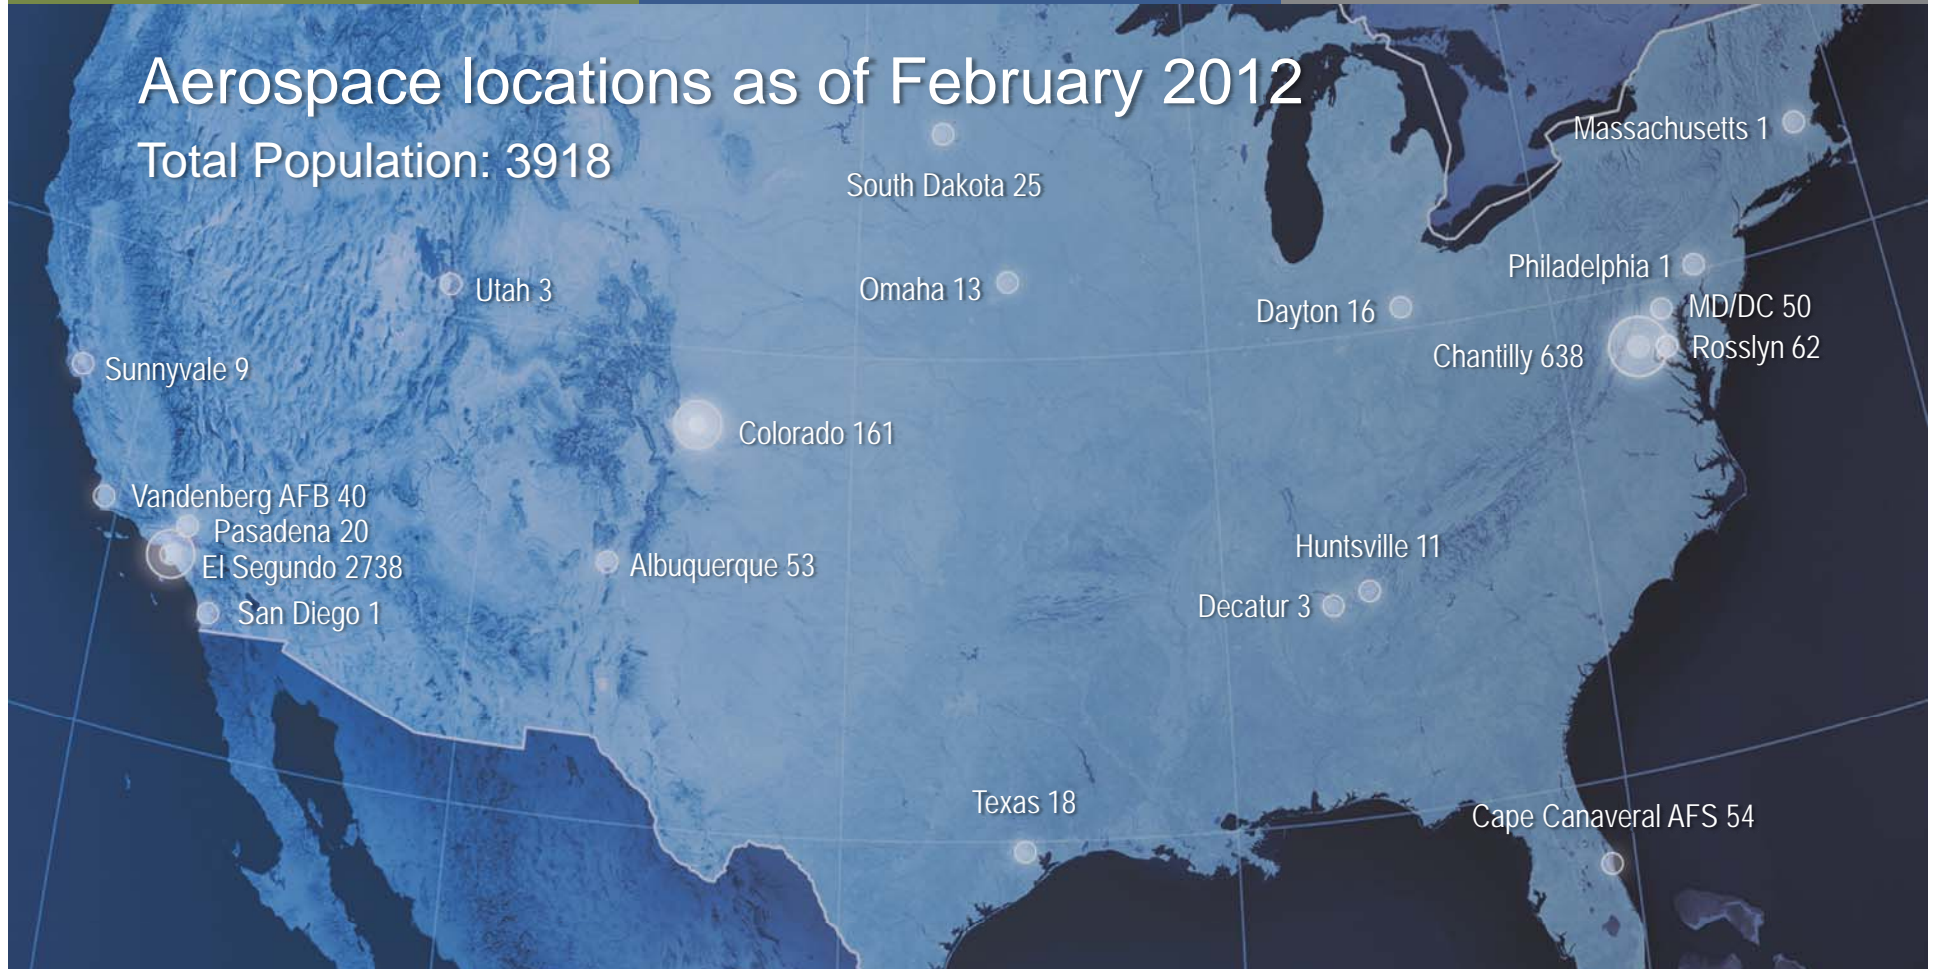 Aerospace locations as of February 2012
Total Population: 3918
Massachusetts 1
South Dakota 25
Philadelphia 1
Utah 3
Omaha 13
MD/DC 50
Dayton 16
Rosslyn 62
Chantilly 638
Sunnyvale 9
Colorado 161
Vandenberg AFB 40
Pasadena 20
El Segundo 2738
Albuquerque 53
Huntsville 11
Decatur 3
San Diego 1
Texas 18
Cape Canaveral AFS 54